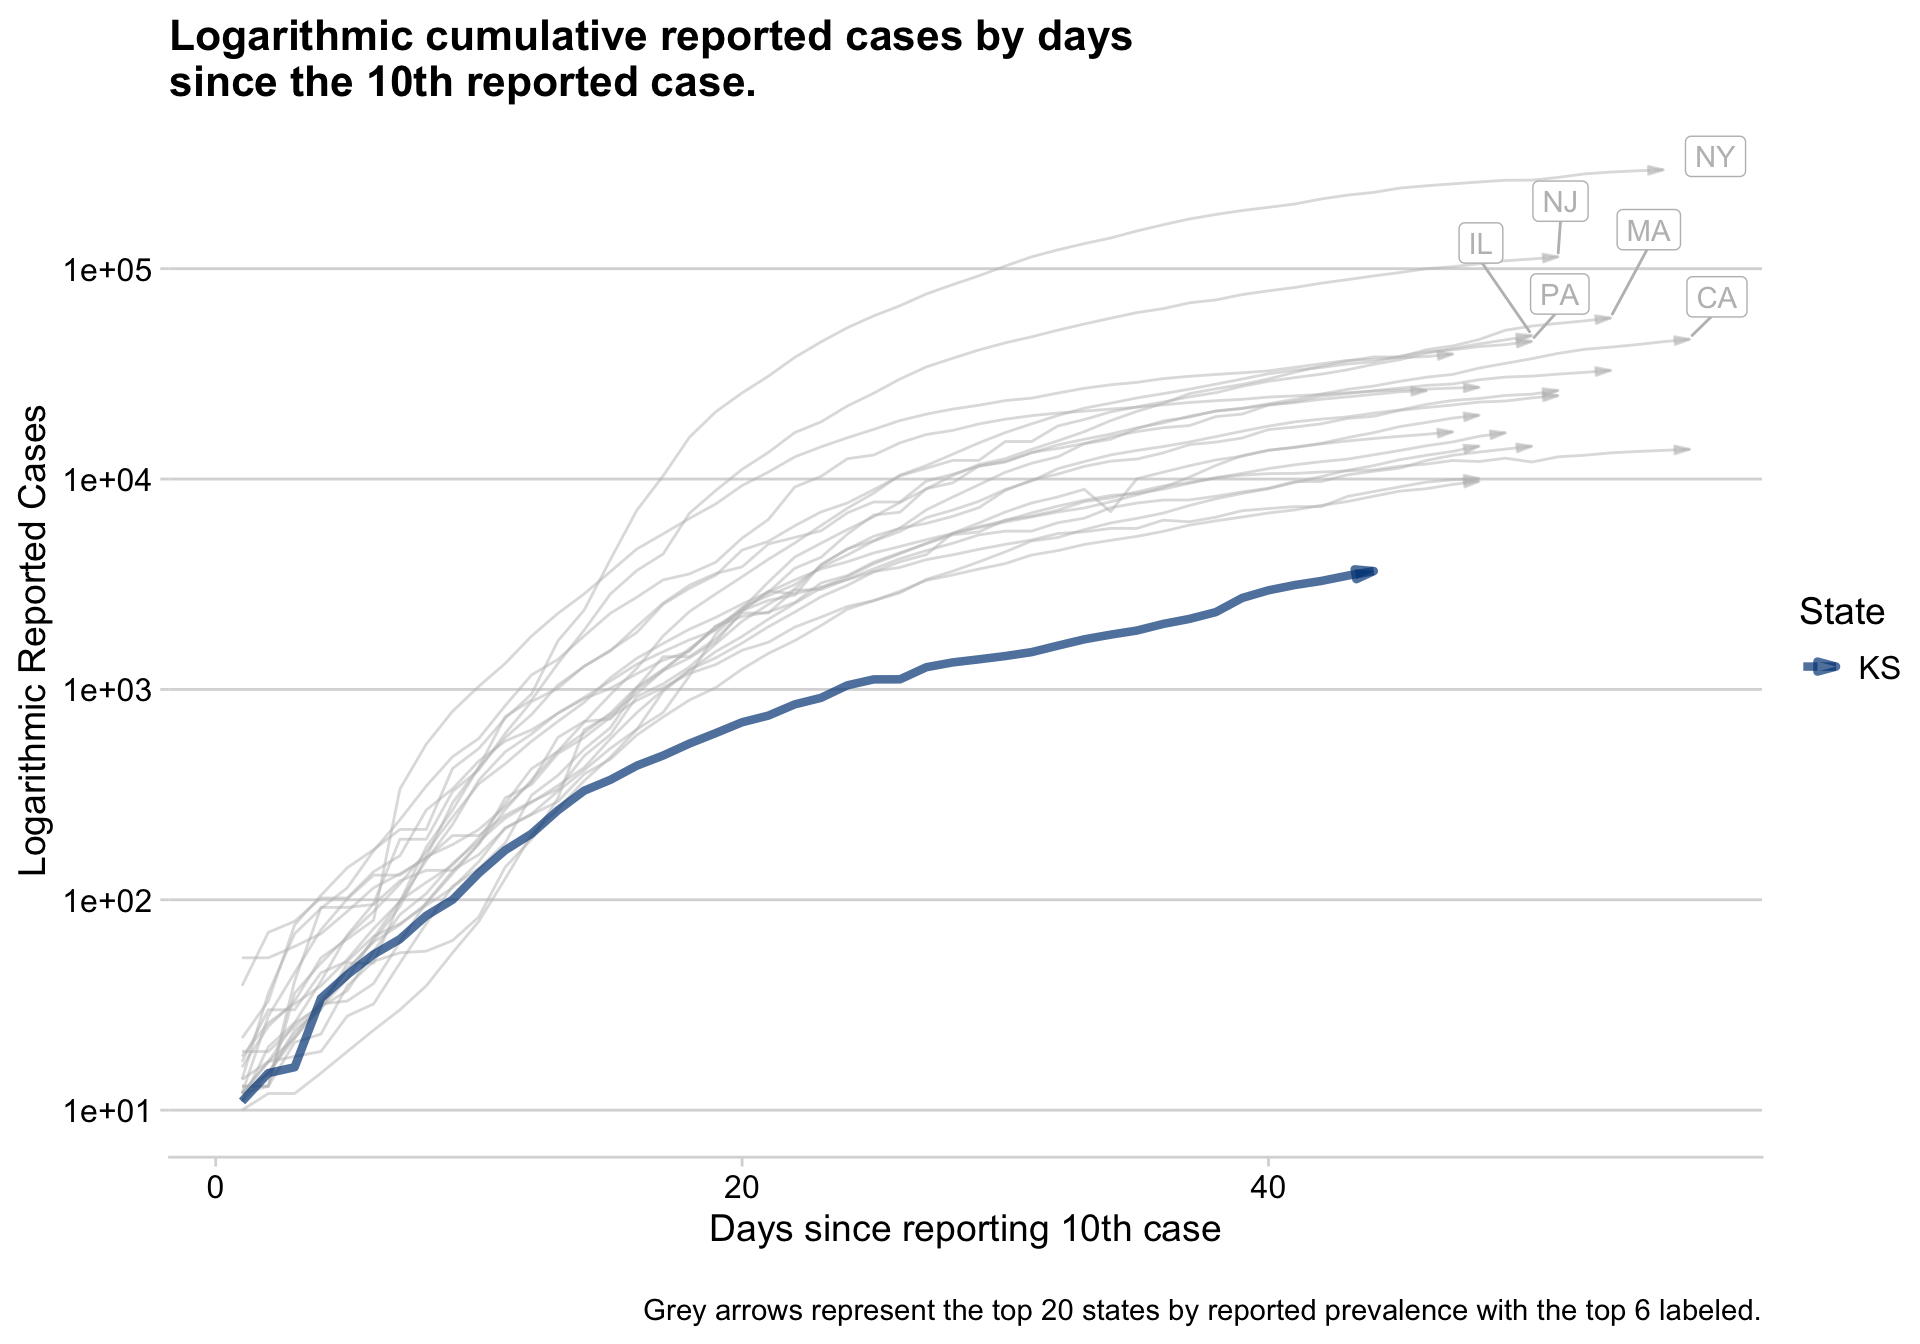 Logarithmic cumulative reported cases by days
since the 10th reported case.
NY
NJ
MA
IL
PA
CA
1e+05
1e+04
1e+03
1e+02
1e+01
Logarithmic Reported Cases
State
KS
0
20
40
Days since reporting 10th case
Grey arrows represent the top 20 states by reported prevalence with the top 6 labeled.